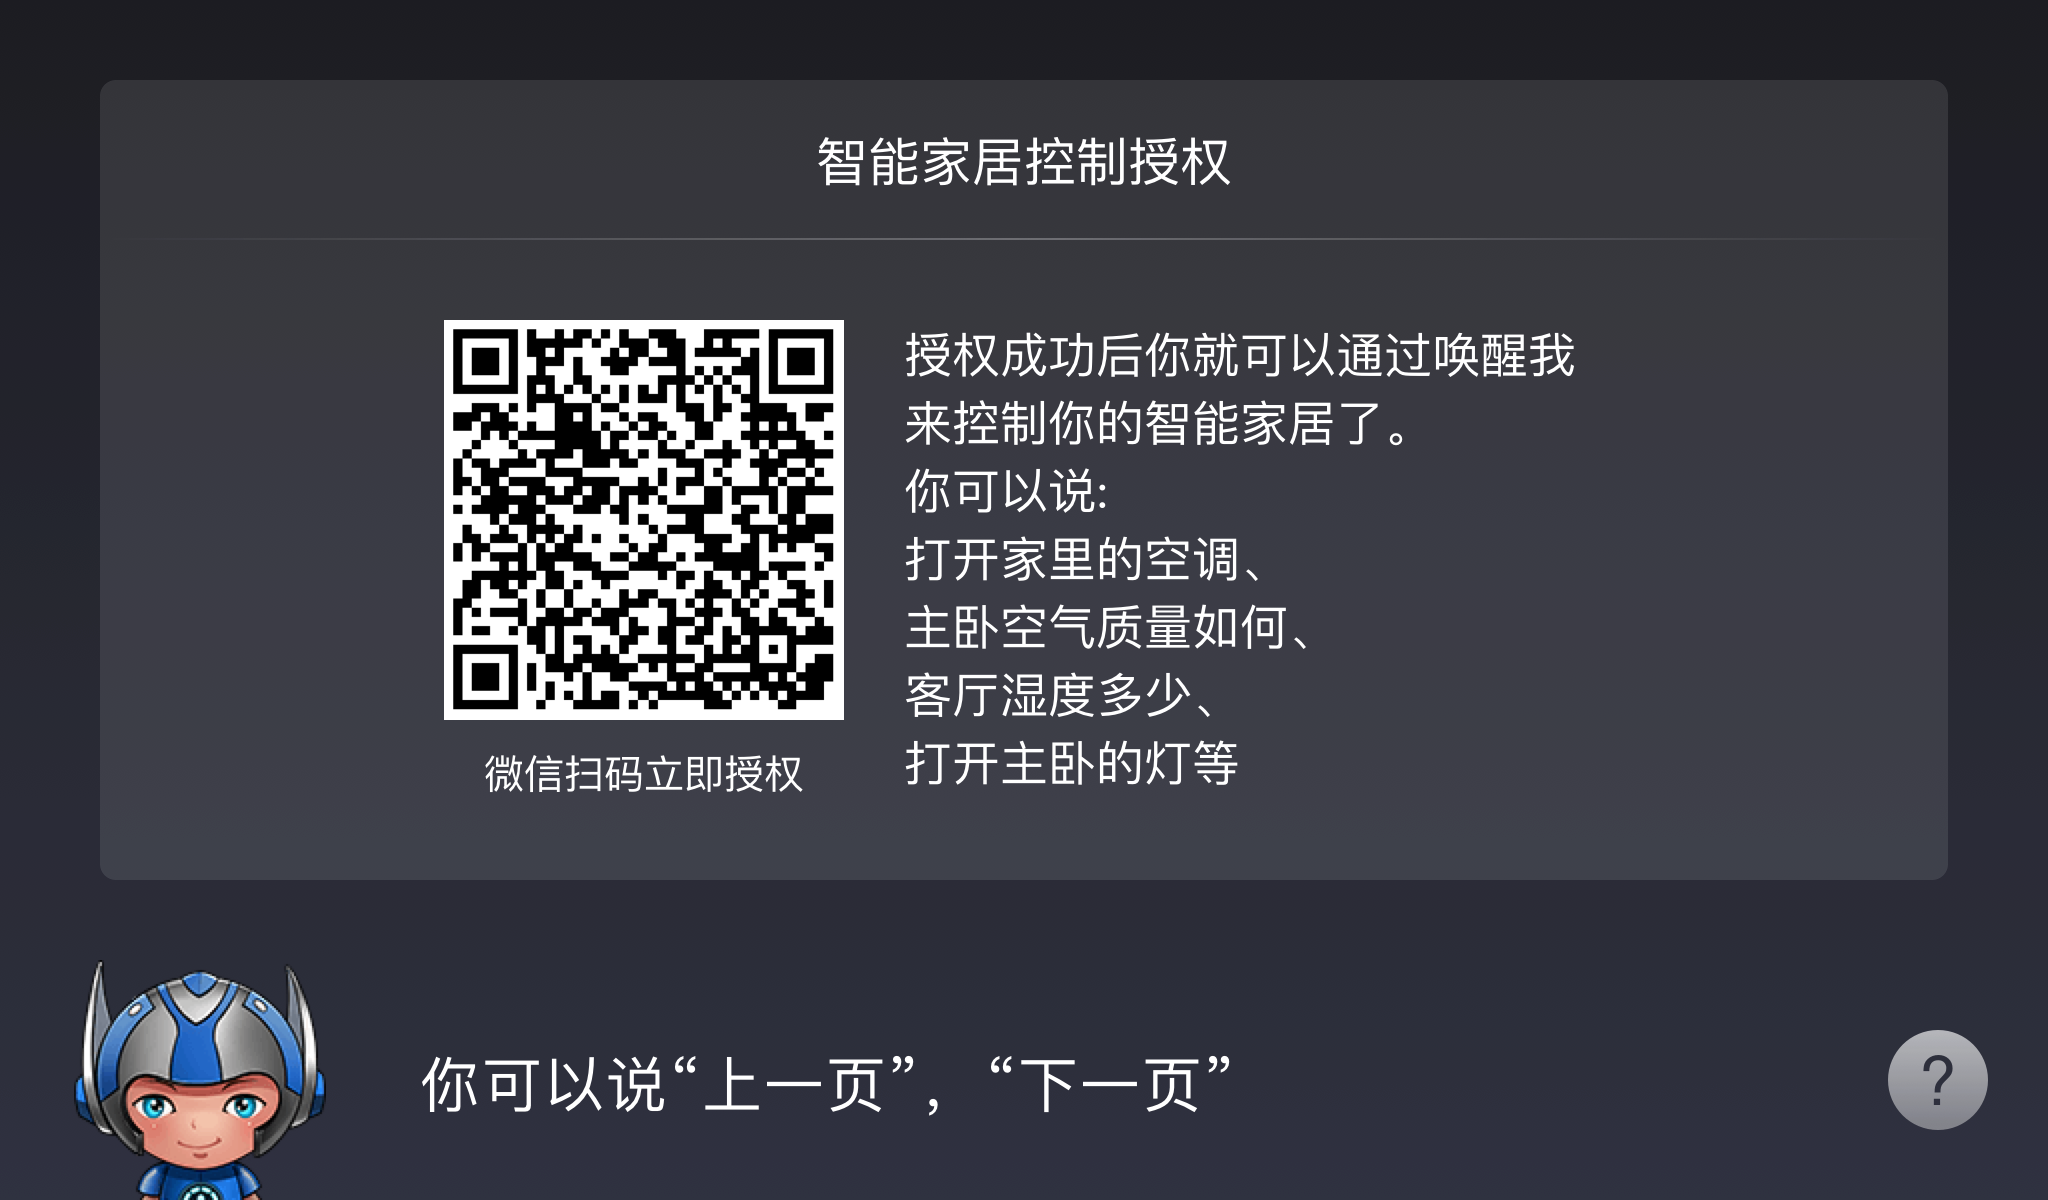 智能家居控制授权
授权成功后你就可以通过唤醒我
来控制你的智能家居了。
你可以说:
打开家里的空调、
主卧空气质量如何、
客厅湿度多少、
打开主卧的灯等
微信扫码立即授权
你可以说“上一页”，“下一页”
?